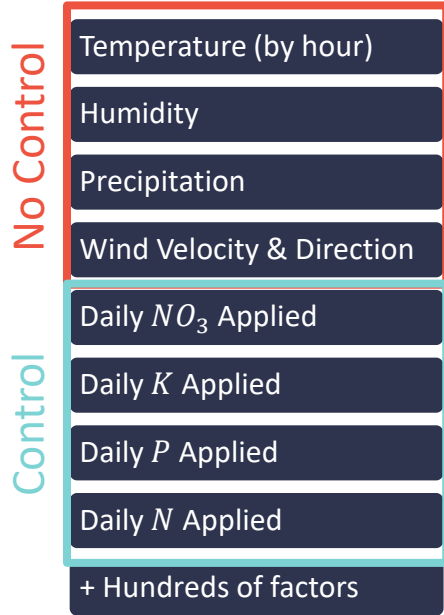 No Control
Temperature (by hour)
Humidity
Precipitation
Wind Velocity & Direction
Control
Daily NO₃ Applied
Daily K Applied
Daily P Applied
Daily N Applied
+ Hundreds of factors